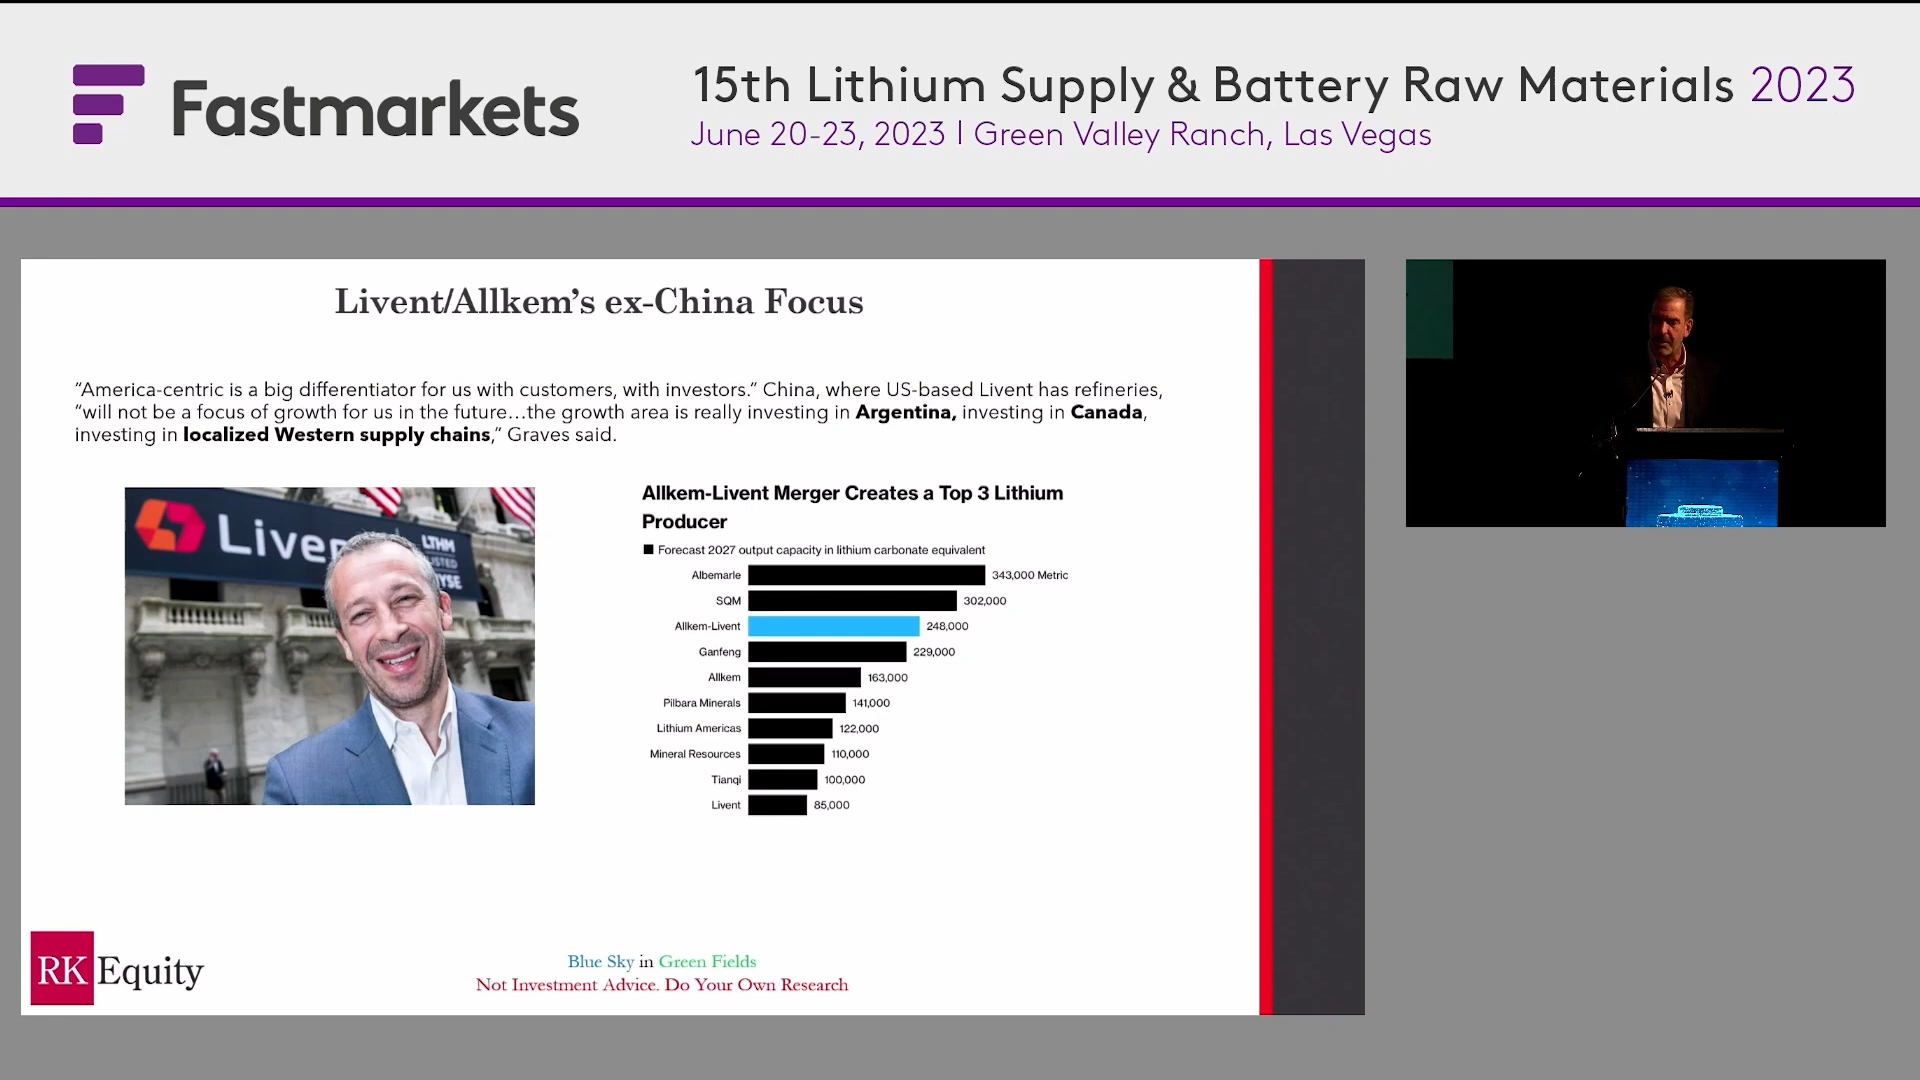 Fastmarkets
15th Lithium Supply & Battery Raw Materials 2023
June 20-23, 2023 | Green Valley Ranch, Las Vegas
Livent/Allkem's ex-China Focus
“America-centric is a big differentiator for us with customers, with investors.” China, where US-based Livent has refineries,
“will not be a focus of growth for us in the future…the growth area is really investing in Argentina, investing in Canada,
investing in localized Western supply chains,” Graves said.
Liven
LTHM
LISTED
NYSE
Allkem-Livent Merger Creates a Top 3 Lithium
Producer
Forecast 2027 output capacity in lithium carbonate equivalent
Albemarle 343,000 Metric
SQM 302,000
Allkem-Livent 248,000
Ganfeng 229,000
Allkem 163,000
Pilbara Minerals 141,000
Lithium Americas 122,000
Mineral Resources 110,000
Tianqi 100,000
Livent 85,000
RK Equity
Blue Sky in Green Fields
Not Investment Advice. Do Your Own Research